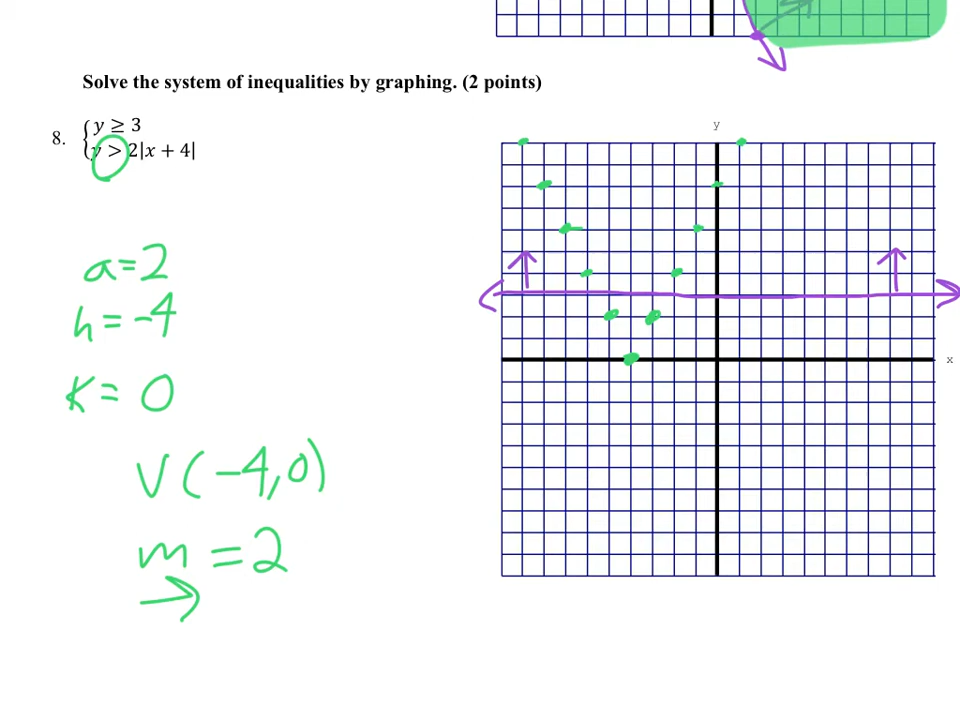 Solve the system of inequalities by graphing. (2 points)
8. {y ≥ 3
{y > 2|x + 4|
y
x
a=2
h=-4
K=0
V(-4,0)
m=2